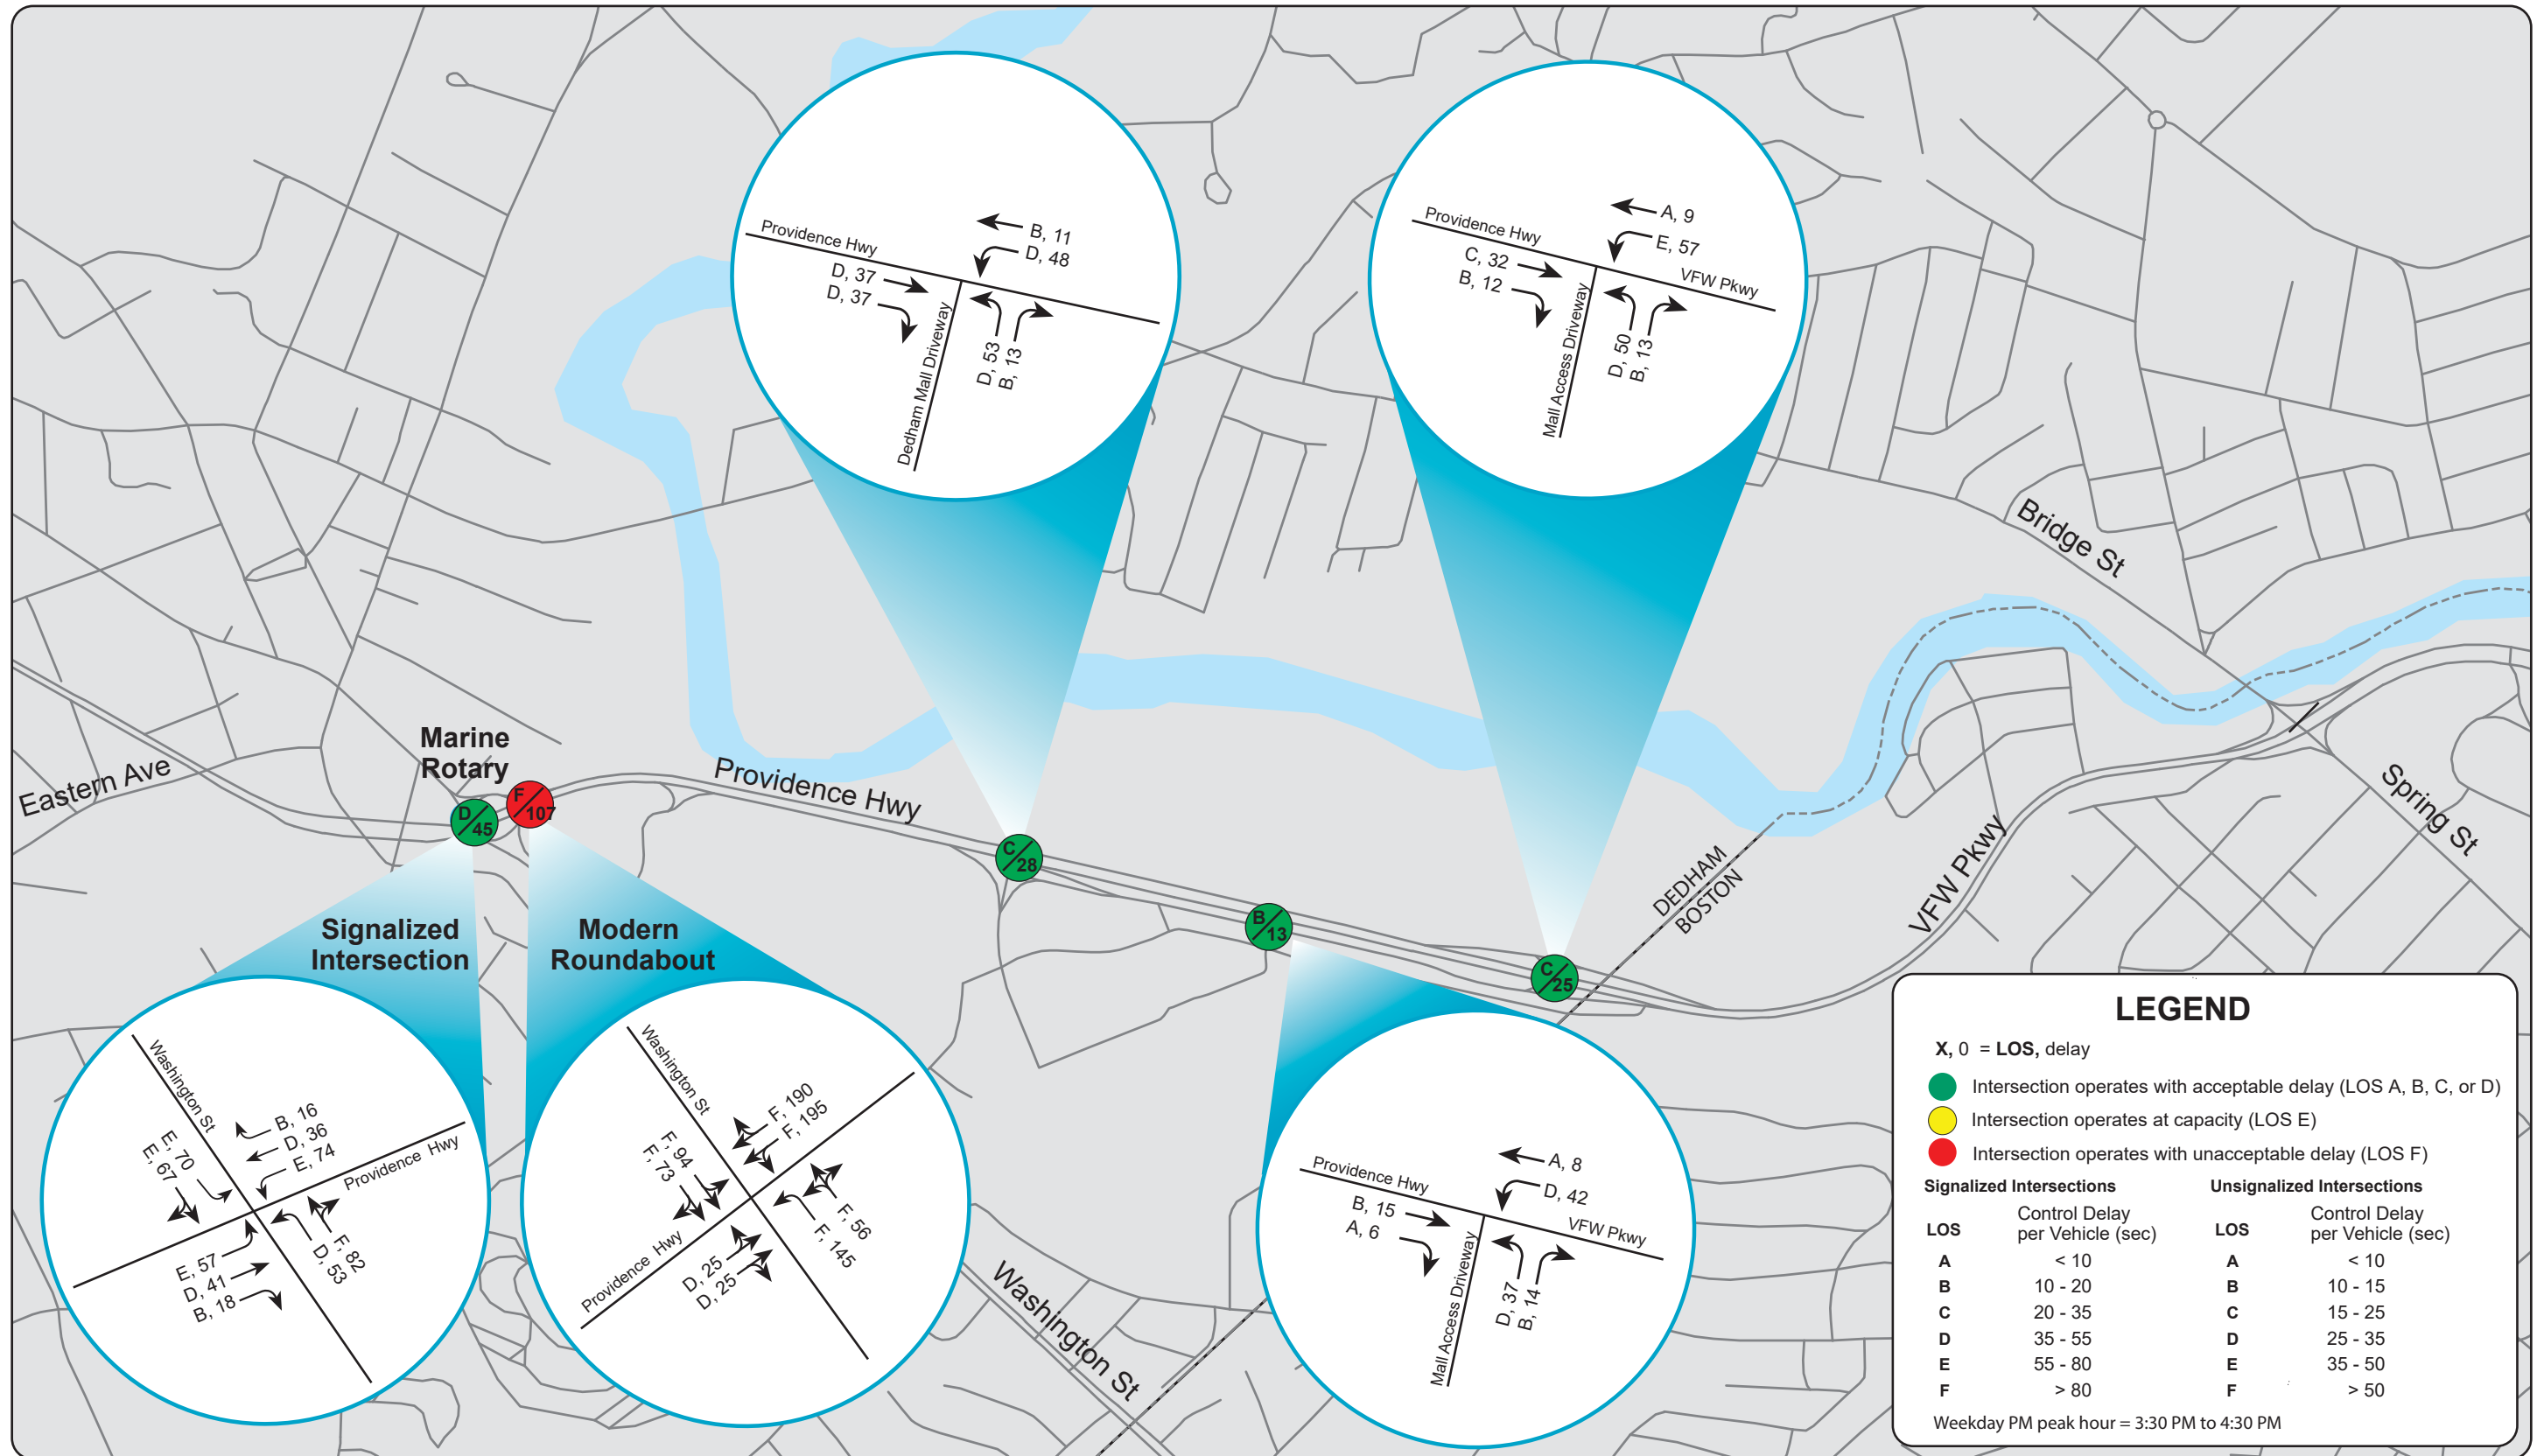 Providence Hwy
B, 11
D, 48
D, 37
D, 37
Dedham Mall Driveway
D, 53
B, 13
Providence Hwy
A, 9
E, 57
C, 32
B, 12
VFW Pkwy
Mall Access Driveway
D, 50
B, 13
Bridge St
Marine
Rotary
Eastern Ave
Providence Hwy
D/45
F/107
C/28
B/13
C/25
DEDHAM
BOSTON
VFW Pkwy
Spring St
Signalized
Intersection
Modern
Roundabout
Washington St
B, 16
D, 36
E, 74
Providence Hwy
E, 70
E, 67
F, 82
D, 53
E, 57
D, 41
B, 18
Washington St
F, 190
F, 195
F, 94
F, 73
F, 56
F, 145
Providence Hwy
D, 25
D, 25
Washington St
Providence Hwy
A, 8
D, 42
B, 15
A, 6
VFW Pkwy
Mall Access Driveway
D, 37
B, 14
LEGEND
X, 0 = LOS, delay
Intersection operates with acceptable delay (LOS A, B, C, or D)
Intersection operates at capacity (LOS E)
Intersection operates with unacceptable delay (LOS F)
Signalized Intersections Unsignalized Intersections
LOS Control Delay per Vehicle (sec) LOS Control Delay per Vehicle (sec)
A < 10 A < 10
B 10 - 20 B 10 - 15
C 20 - 35 C 15 - 25
D 35 - 55 D 25 - 35
E 55 - 80 E 35 - 50
F > 80 F > 50
Weekday PM peak hour = 3:30 PM to 4:30 PM